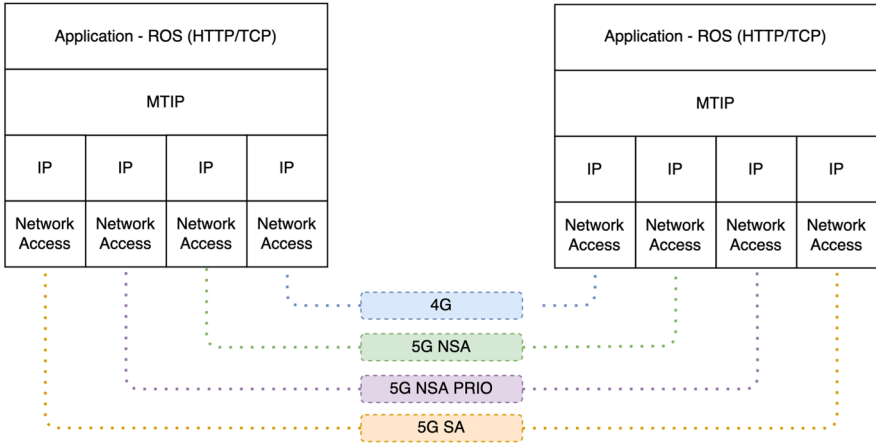 Application - ROS (HTTP/TCP)
MTIP
IP IP IP IP
Network Network Network Network
Access Access Access Access
Application - ROS (HTTP/TCP)
MTIP
IP IP IP IP
Network Network Network Network
Access Access Access Access
4G
5G NSA
5G NSA PRIO
5G SA